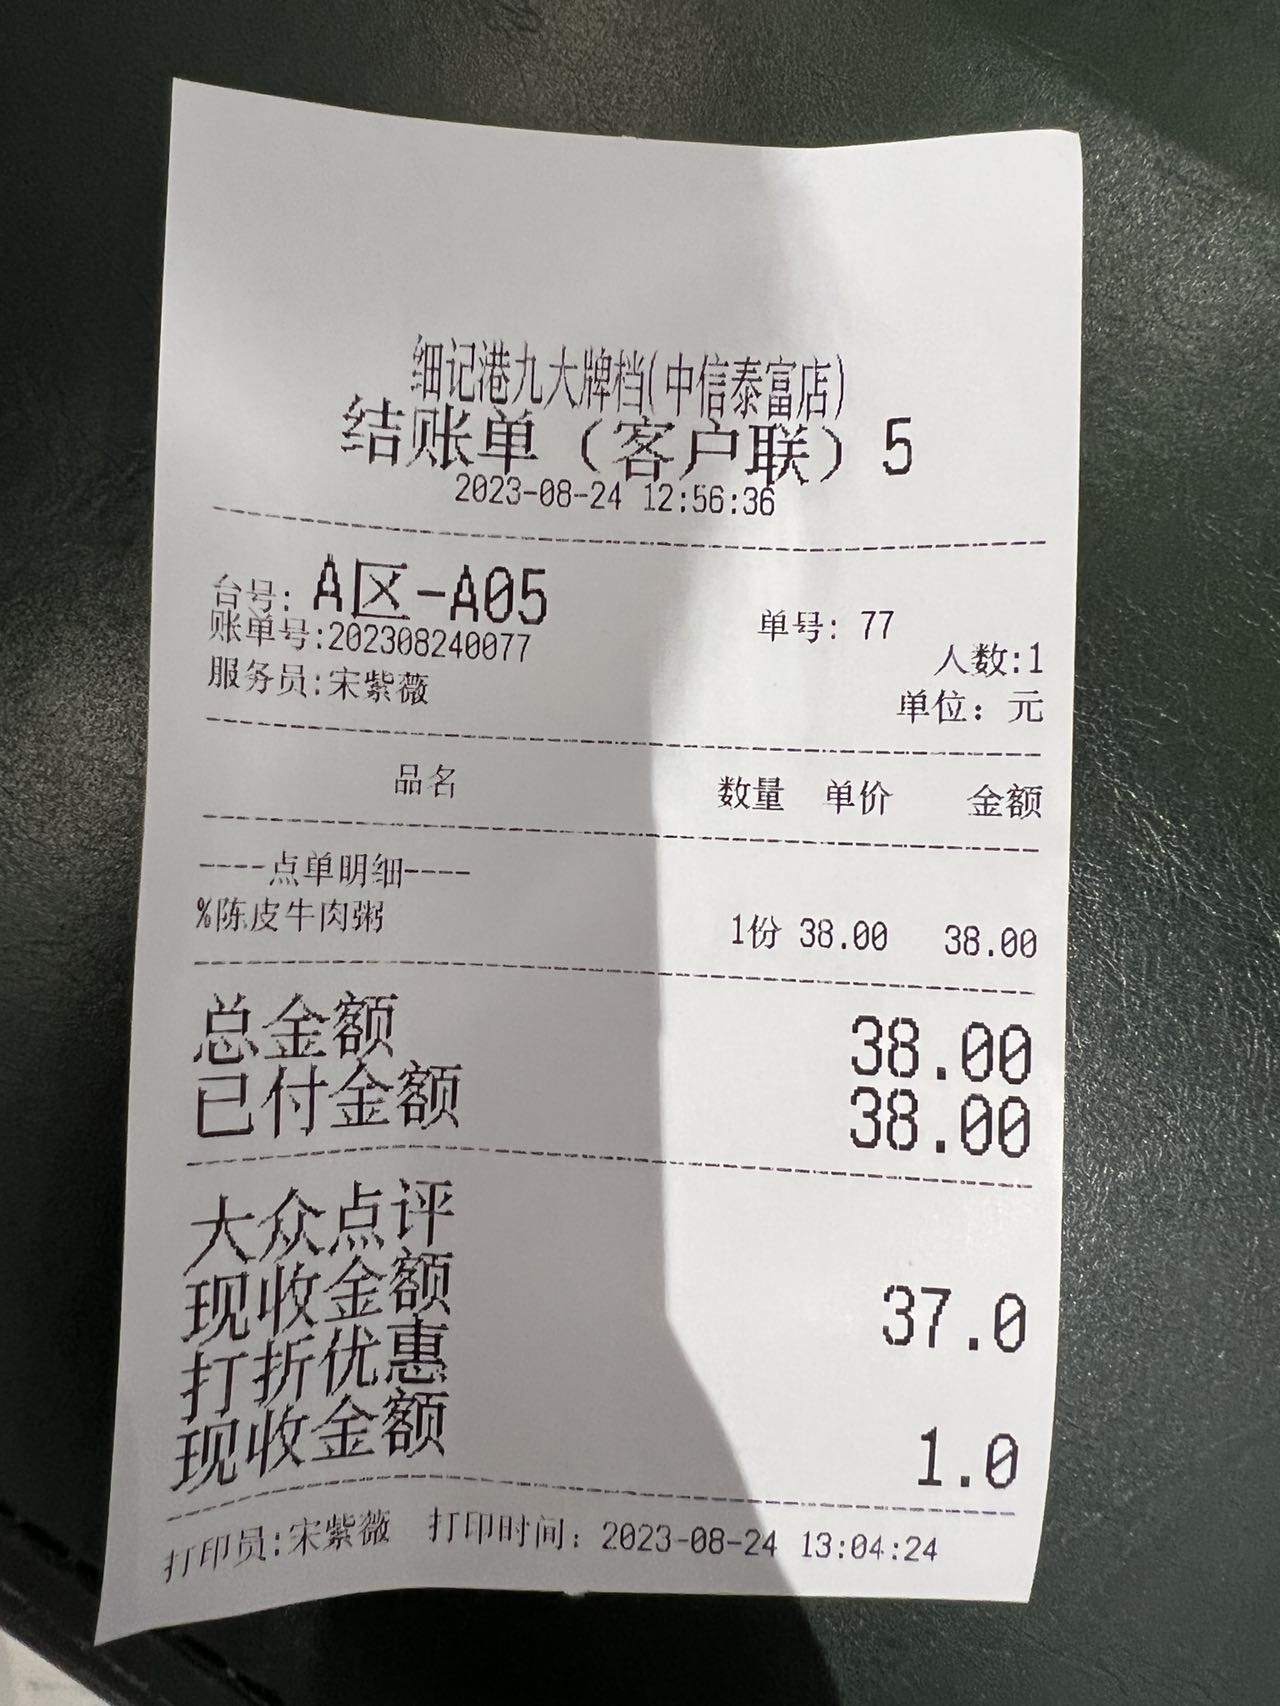 细记港九大牌档(中信泰富店)
结账单（客户联）5
2023-08-24 12:56:36
台号: A区-A05 单号: 77
账单号:202308240077 人数:1
服务员:宋紫薇 单位: 元
品名 数量 单价 金额
----点单明细----
%陈皮牛肉粥 1份 38.00 38.00
总金额 38.00
已付金额 38.00
大众点评
现收金额 37.0
打折优惠
现收金额 1.0
打印员:宋紫薇 打印时间: 2023-08-24 13:04:24